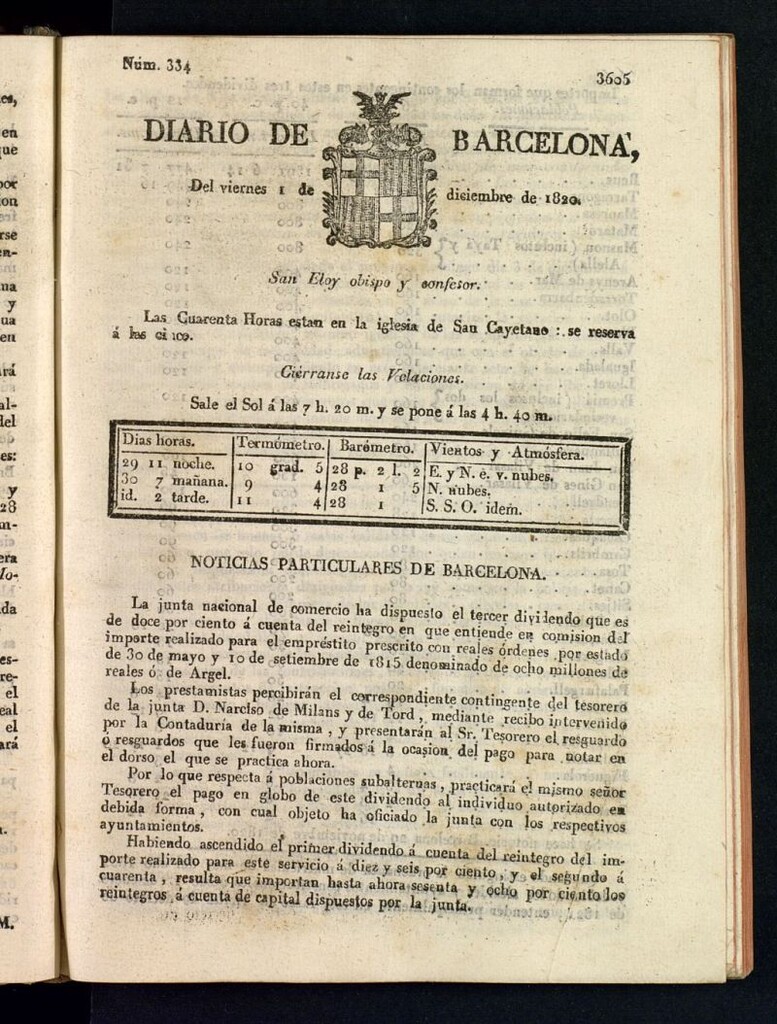 Núm. 334
3605
DIARIO DE BARCELONA,
Del viernes 1 de diciembre de 1820.
San Eloy obispo y confesor.
Las Cuarenta Horas estan en la iglesia de San Cayetano : se reserva
á las cinco.
Ciérranse las Velaciones.
Sale el Sol á las 7 h. 20 m. y se pone á las 4 h. 40 m.
Dias horas. Termómetro. Barómetro. Vientos y Atmósfera.
29 11 noche. 10 grad. 5 28 p. 2 l. 2 E. y N. e. v. nubes.
30 7 mañana. 9 4 28 1 5 N. nubes.
id. 2 tarde. 11 4 28 1 S. S. O. idem.
NOTICIAS PARTICULARES DE BARCELONA.
La junta nacional de comercio ha dispuesto el tercer dividendo que es
de doce por ciento á cuenta del reintegro en que entiende en comision del
importe realizado para el empréstito prescrito con reales órdenes por estado
de 30 de mayo y 10 de setiembre de 1815 denominado de ocho millones de
reales ó de Argel.
Los prestamistas percibirán el correspondiente contingente del tesorero
de la junta D. Narciso de Milans y de Tord, mediante recibo intervenido
por la Contaduría de la misma, y presentarán al Sr. Tesorero el resguardo
ó resguardos que les fueron firmados á la ocasion del pago para notar en
el dorso el que se practica ahora.
Por lo que respecta á poblaciones subalternas, practicará el mismo señor
Tesorero el pago en globo de este dividendo al individuo autorizado en
debida forma, con cual objeto ha oficiado la junta con los respectivos
ayuntamientos.
Habiendo ascendido el primer dividendo á cuenta del reintegro del im-
porte realizado para este servicio á diez y seis por ciento, y el segundo á
cuarenta, resulta que importan hasta ahora sesenta y ocho por ciento los
reintegros á cuenta de capital dispuestos por la junta.